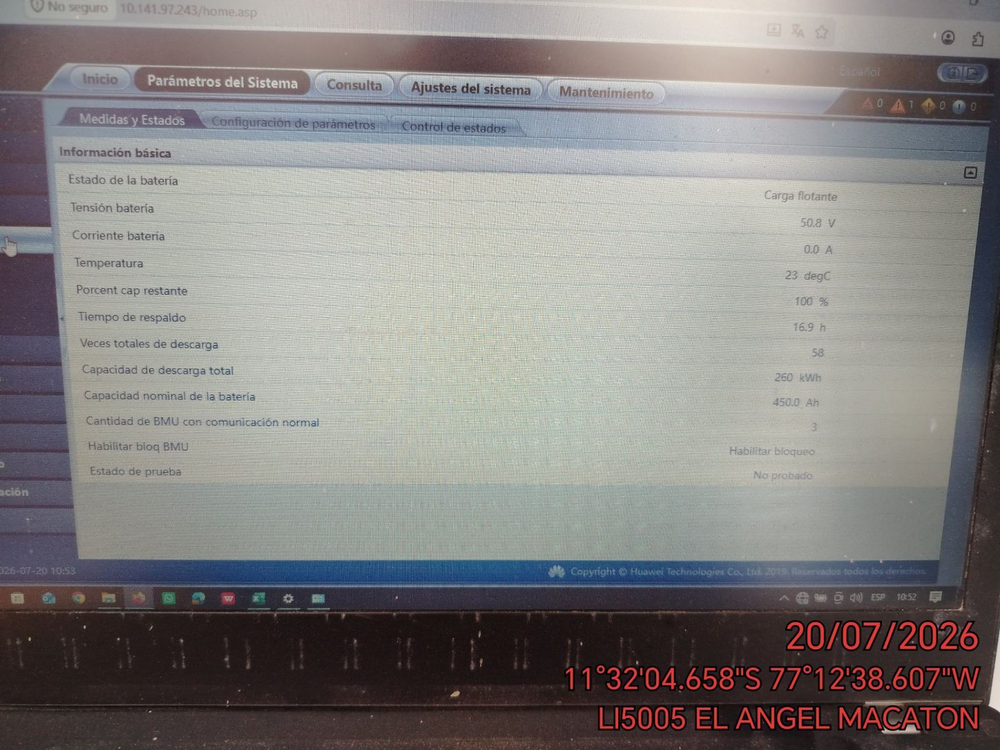 No seguro 10.141.97.243/home.asp
Español
Inicio Parámetros del Sistema Consulta Ajustes del sistema Mantenimiento
0 1 0 0
Medidas y Estados Configuración de parámetros Control de estados
Información básica
Estado de la batería Carga flotante
Tensión batería 50.8 V
Corriente batería 0.0 A
Temperatura 23 degC
Porcent cap restante 100 %
Tiempo de respaldo 16.9 h
Veces totales de descarga 58
Capacidad de descarga total 260 kWh
Capacidad nominal de la batería 450.0 Ah
Cantidad de BMU con comunicación normal 3
Habilitar bloq BMU Habilitar bloqueo
Estado de prueba No probado
ación
026-07-20 10:53 Copyright © Huawei Technologies Co., Ltd. 2019. Reservados todos los derechos.
ESP 10:52
20/07/2026
11°32'04.658"S 77°12'38.607"W
LI5005 EL ANGEL MACATON